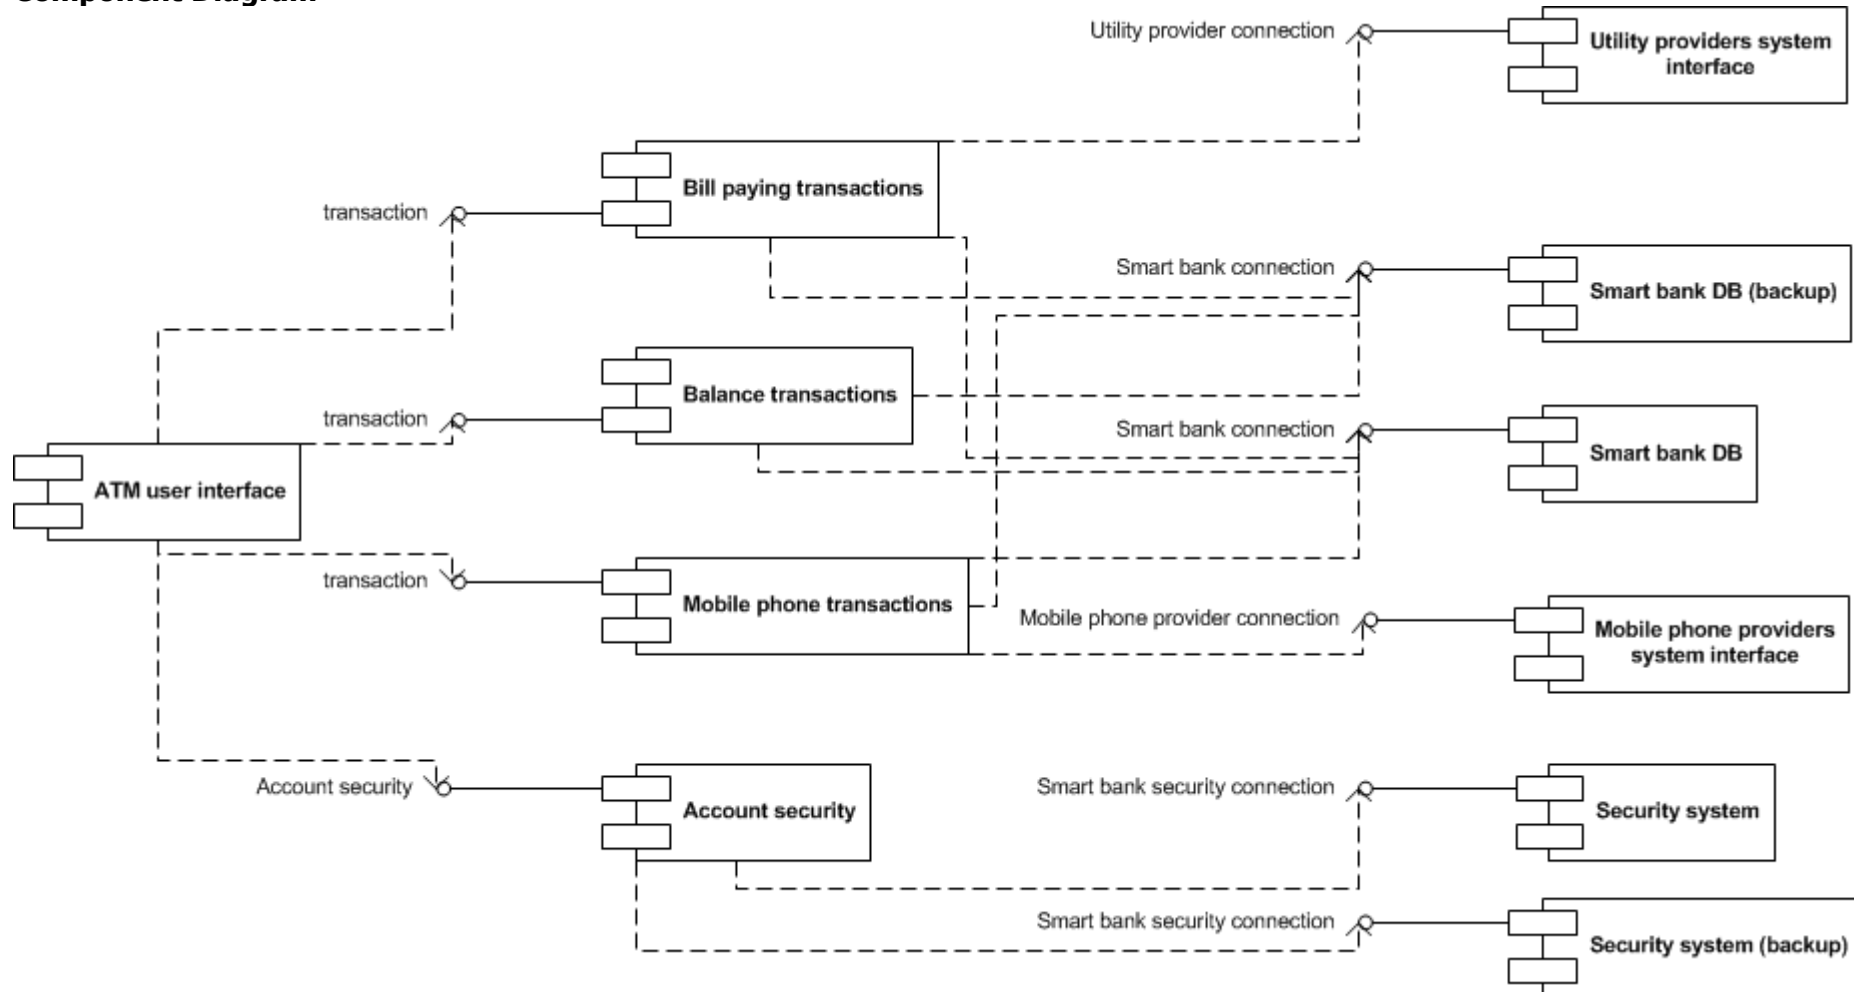 Component Diagram
Utility provider connection
Utility providers system
interface
Bill paying transactions
transaction
Smart bank connection
Smart bank DB (backup)
Balance transactions
transaction
Smart bank connection
Smart bank DB
ATM user interface
transaction
Mobile phone transactions
Mobile phone provider connection
Mobile phone providers
system interface
Account security
Account security
Smart bank security connection
Security system
Smart bank security connection
Security system (backup)